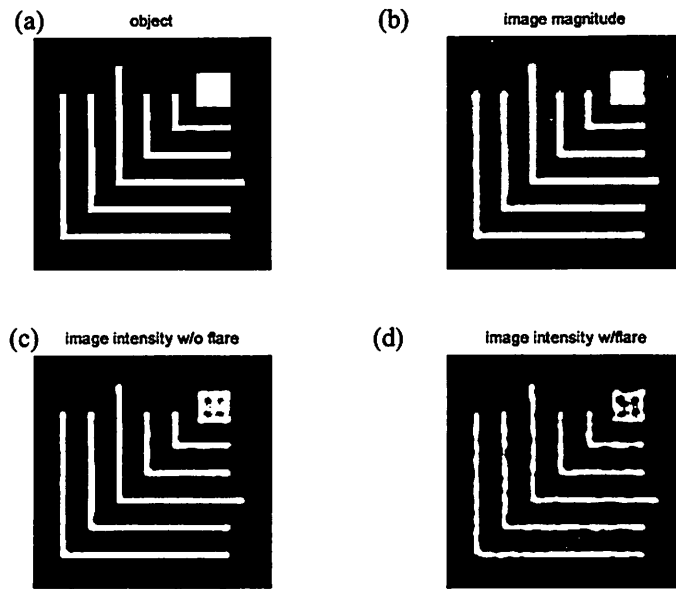 (a) object
(b) image magnitude
(c) image intensity w/o flare
(d) image intensity w/flare